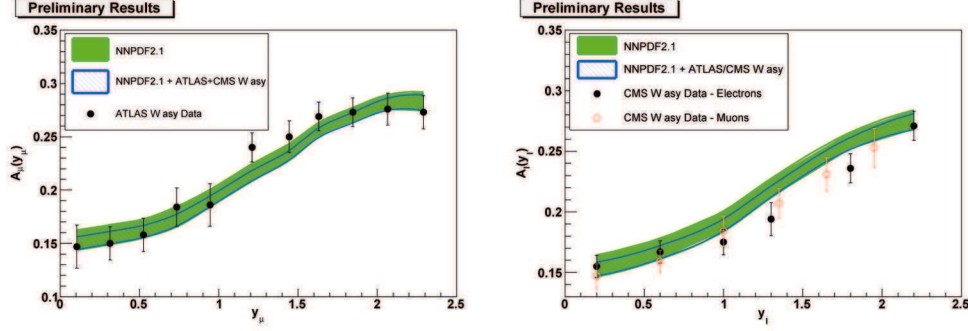 Preliminary Results
0.35
0.3
0.25
0.2
0.15
0.1
A_μ(y_μ)
NNPDF2.1
NNPDF2.1 + ATLAS+CMS W asy
ATLAS W asy Data
0 0.5 1 1.5 2 2.5
y_μ
Preliminary Results
0.35
0.3
0.25
0.2
0.15
A_l(y_l)
NNPDF2.1
NNPDF2.1 + ATLAS/CMS W asy
CMS W asy Data - Electrons
CMS W asy Data - Muons
0 0.5 1 1.5 2 2.5
y_l